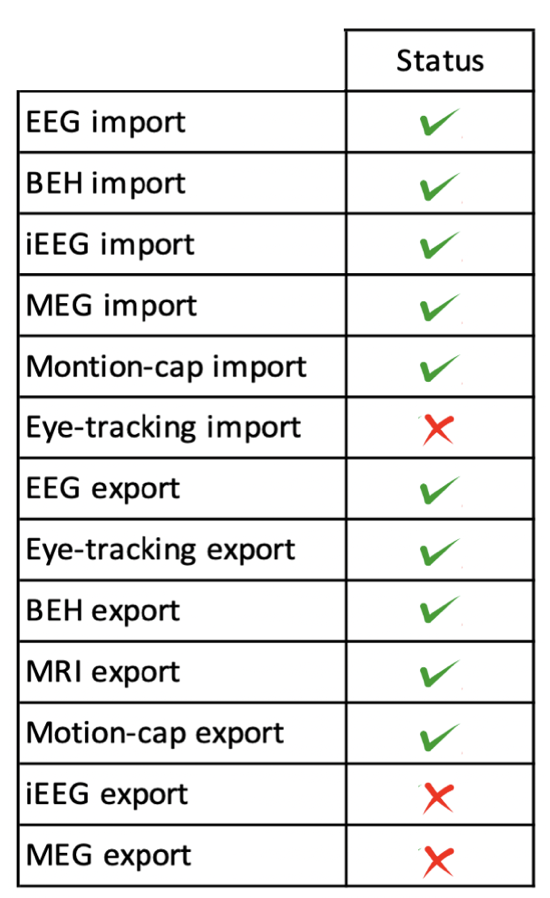 Status
EEG import
BEH import
iEEG import
MEG import
Montion-cap import
Eye-tracking import
EEG export
Eye-tracking export
BEH export
MRI export
Motion-cap export
iEEG export
MEG export